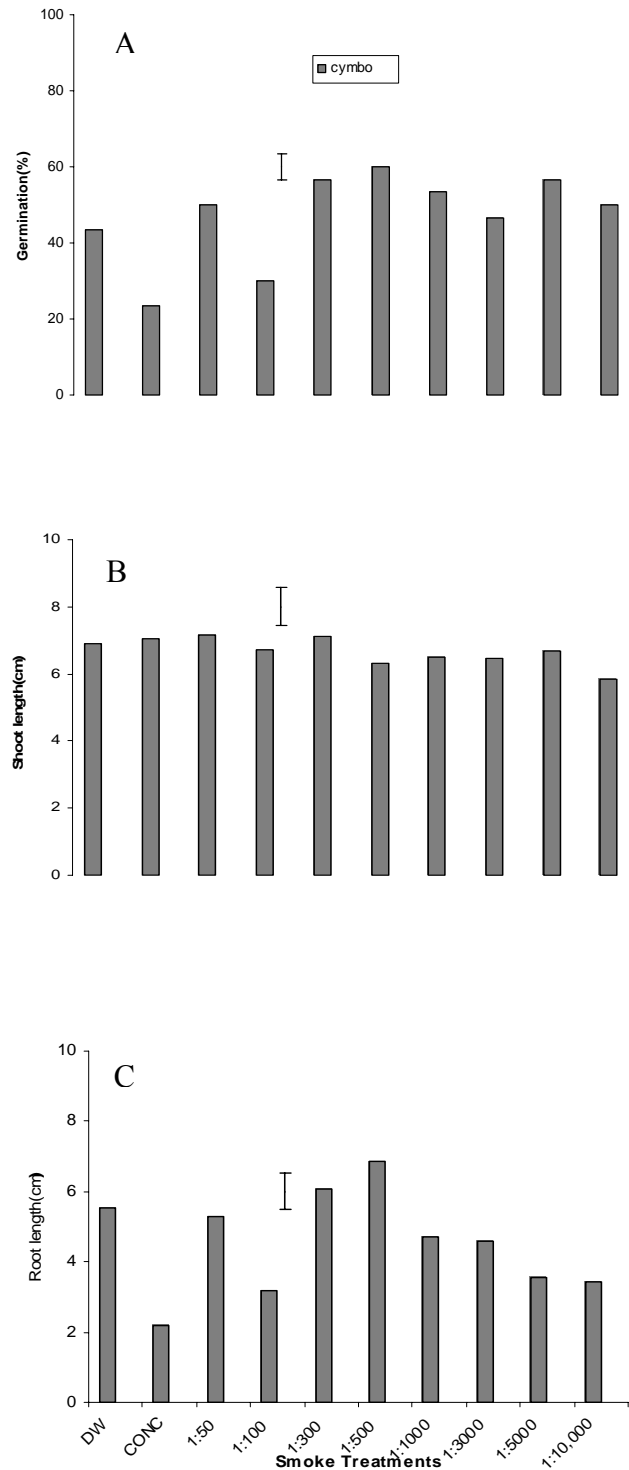 A
cymbo
100
80
60
40
20
0
Germination(%)
B
10
8
6
4
2
0
Shoot length(cm)
C
10
8
6
4
2
0
Root length(cm)
DW
CONC
1:50
1:100
1:300
1:500
1:1000
1:3000
1:5000
1:10,000
Smoke Treatments